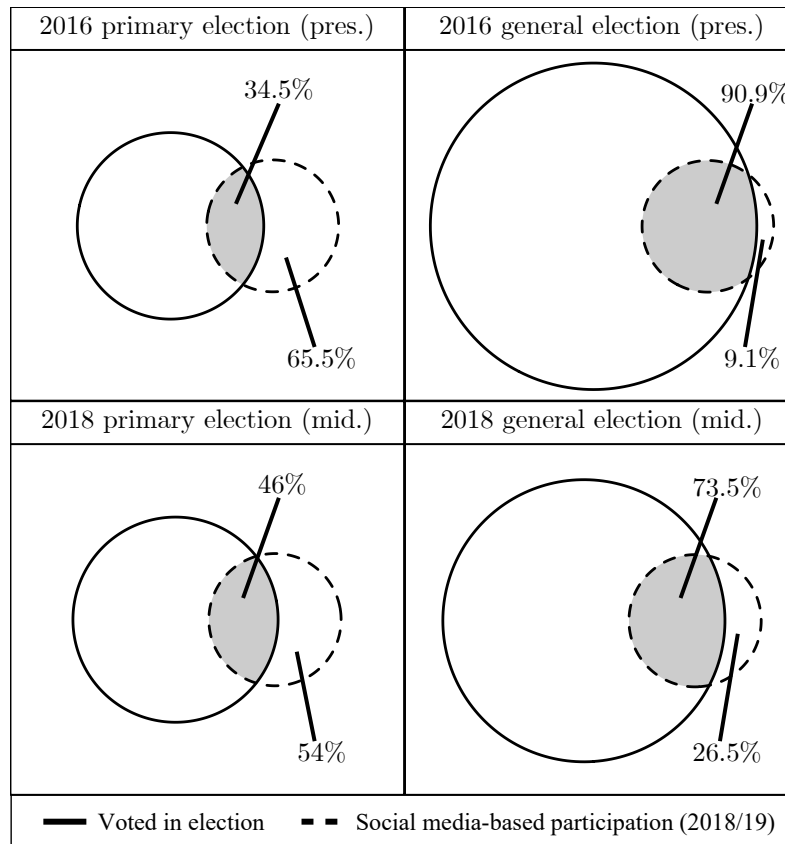 2016 primary election (pres.)
2016 general election (pres.)
34.5%
90.9%
65.5%
9.1%
2018 primary election (mid.)
2018 general election (mid.)
46%
73.5%
54%
26.5%
Voted in election
Social media-based participation (2018/19)